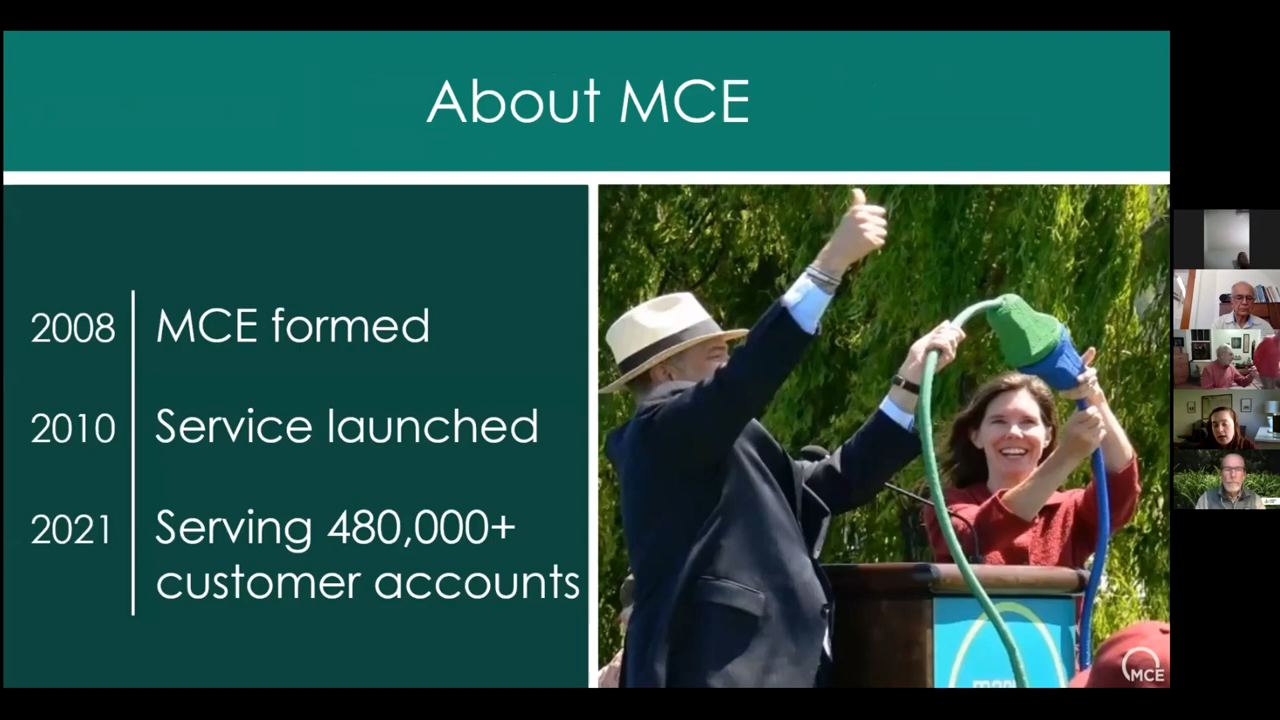 About MCE
2008 MCE formed
2010 Service launched
2021 Serving 480,000+
customer accounts
MCE